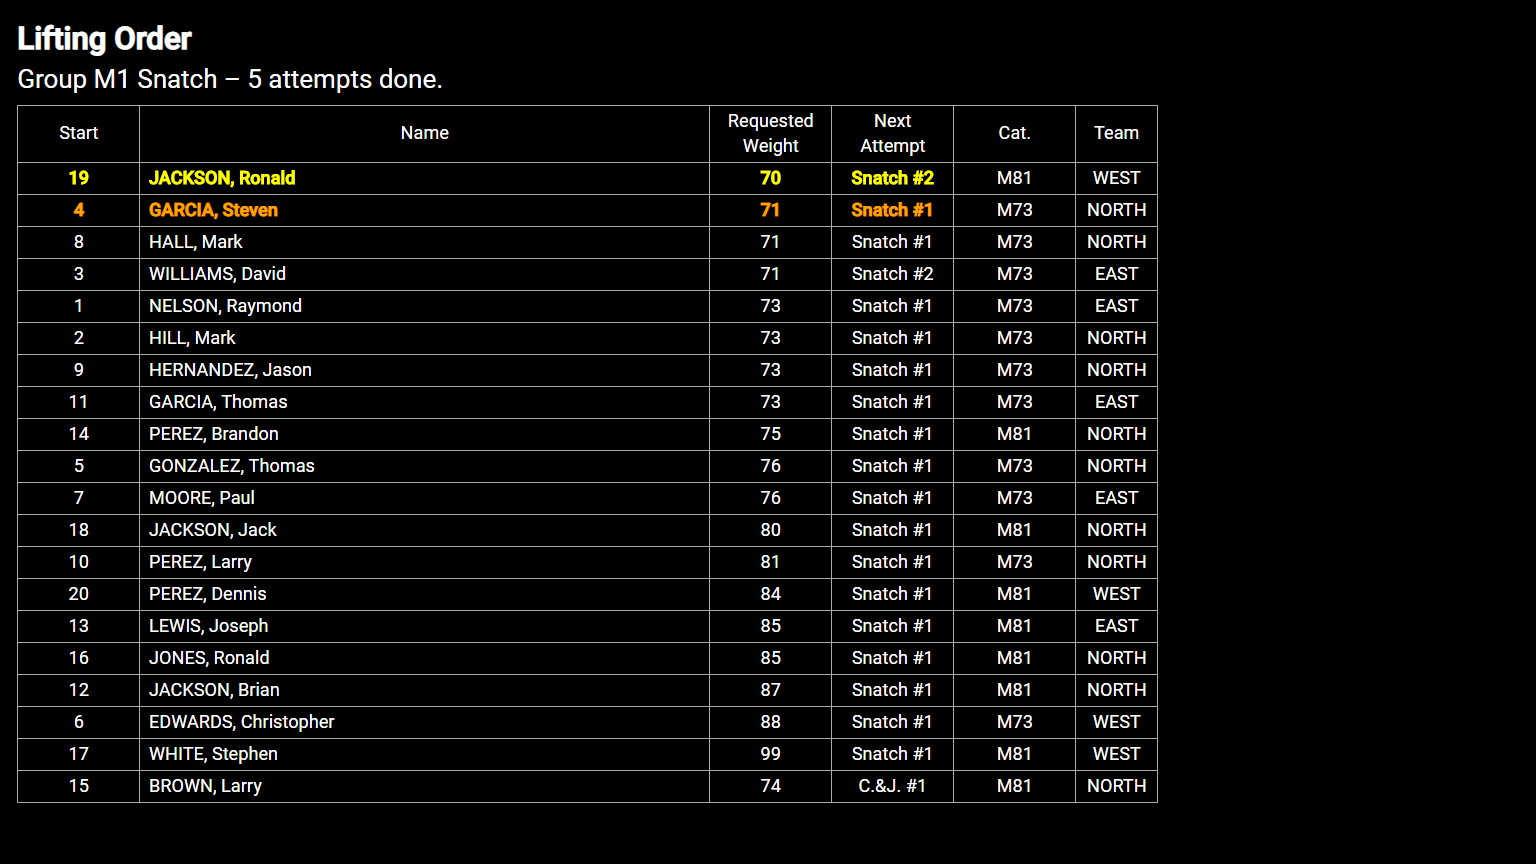 Lifting Order
Group M1 Snatch – 5 attempts done.
Start Name Requested Weight Next Attempt Cat. Team
19 JACKSON, Ronald 70 Snatch #2 M81 WEST
4 GARCIA, Steven 71 Snatch #1 M73 NORTH
8 HALL, Mark 71 Snatch #1 M73 NORTH
3 WILLIAMS, David 71 Snatch #2 M73 EAST
1 NELSON, Raymond 73 Snatch #1 M73 EAST
2 HILL, Mark 73 Snatch #1 M73 NORTH
9 HERNANDEZ, Jason 73 Snatch #1 M73 NORTH
11 GARCIA, Thomas 73 Snatch #1 M73 EAST
14 PEREZ, Brandon 75 Snatch #1 M81 NORTH
5 GONZALEZ, Thomas 76 Snatch #1 M73 NORTH
7 MOORE, Paul 76 Snatch #1 M73 EAST
18 JACKSON, Jack 80 Snatch #1 M81 NORTH
10 PEREZ, Larry 81 Snatch #1 M73 NORTH
20 PEREZ, Dennis 84 Snatch #1 M81 WEST
13 LEWIS, Joseph 85 Snatch #1 M81 EAST
16 JONES, Ronald 85 Snatch #1 M81 NORTH
12 JACKSON, Brian 87 Snatch #1 M81 NORTH
6 EDWARDS, Christopher 88 Snatch #1 M73 WEST
17 WHITE, Stephen 99 Snatch #1 M81 WEST
15 BROWN, Larry 74 C.&J. #1 M81 NORTH